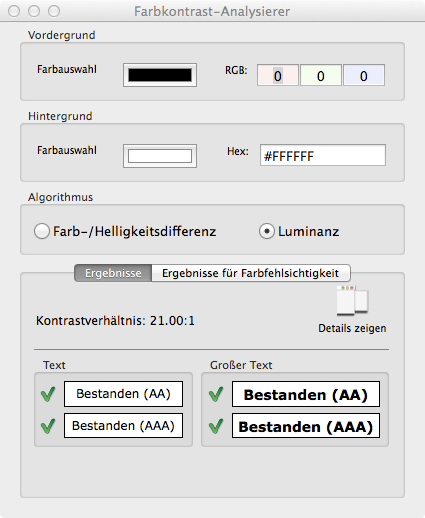 Farbkontrast-Analysierer
Vordergrund
Farbauswahl RGB: 0 0 0
Hintergrund
Farbauswahl Hex: #FFFFFF
Algorithmus
Farb-/Helligkeitsdifferenz Luminanz
Ergebnisse Ergebnisse für Farbfehlsichtigkeit
Kontrastverhältnis: 21.00:1
Details zeigen
Text Großer Text
Bestanden (AA) Bestanden (AA)
Bestanden (AAA) Bestanden (AAA)